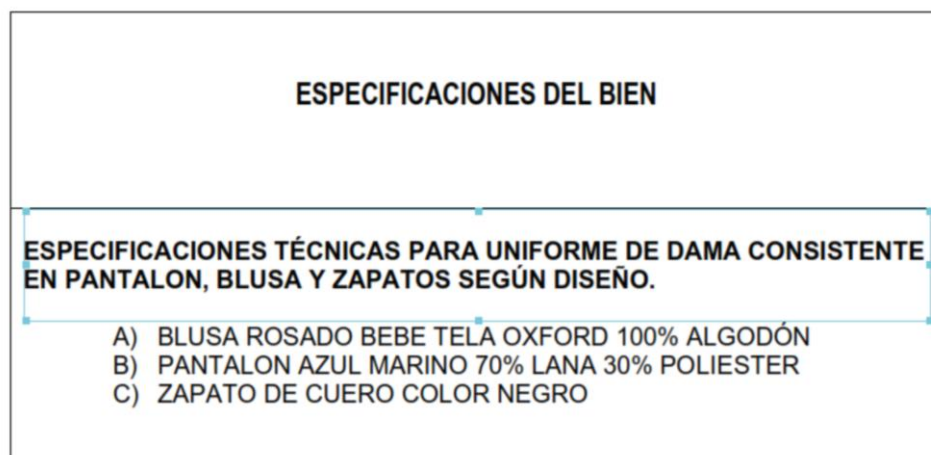 ESPECIFICACIONES DEL BIEN
ESPECIFICACIONES TÉCNICAS PARA UNIFORME DE DAMA CONSISTENTE
EN PANTALON, BLUSA Y ZAPATOS SEGÚN DISEÑO.
A) BLUSA ROSADO BEBE TELA OXFORD 100% ALGODÓN
B) PANTALON AZUL MARINO 70% LANA 30% POLIESTER
C) ZAPATO DE CUERO COLOR NEGRO